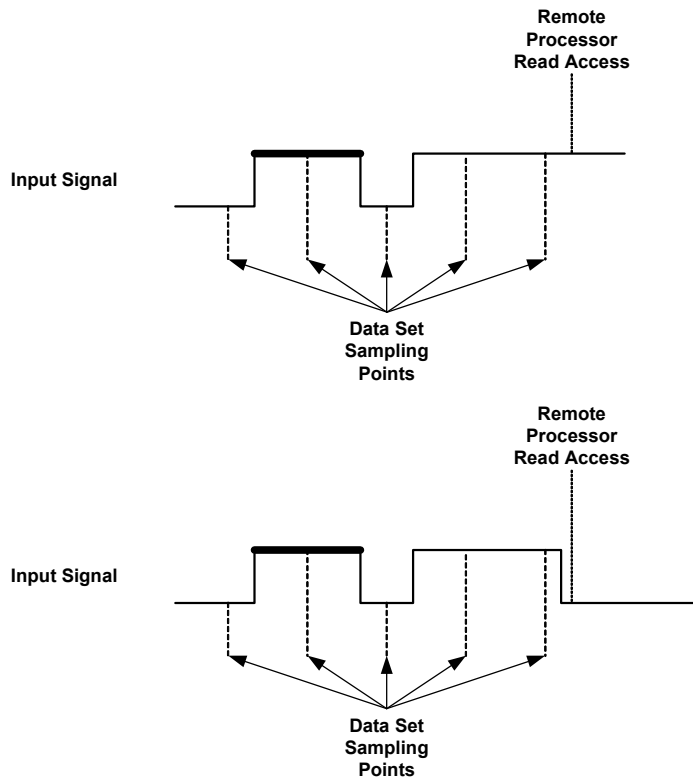 Remote
Processor
Read Access
Input Signal
Data Set
Sampling
Points
Remote
Processor
Read Access
Input Signal
Data Set
Sampling
Points